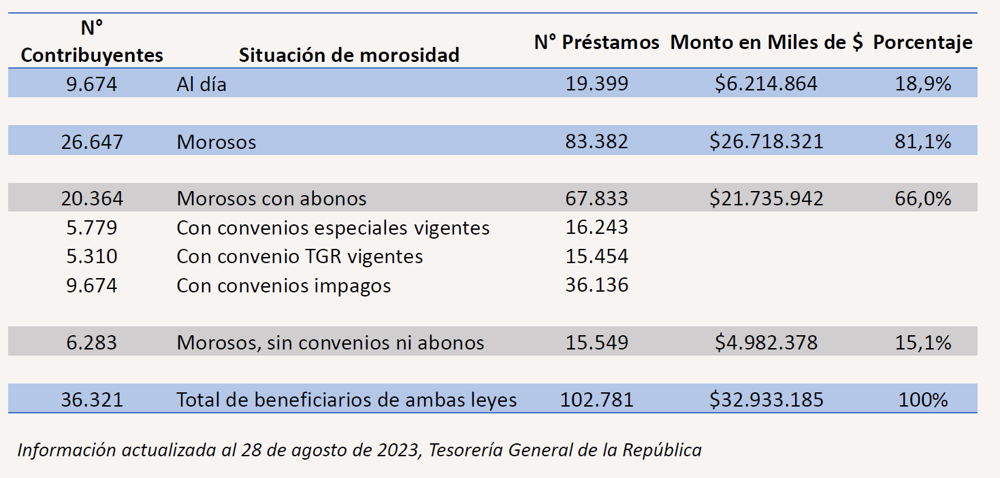 N° Contribuyentes Situación de morosidad N° Préstamos Monto en Miles de $ Porcentaje
9.674 Al día 19.399 $6.214.864 18,9%
26.647 Morosos 83.382 $26.718.321 81,1%
20.364 Morosos con abonos 67.833 $21.735.942 66,0%
5.779 Con convenios especiales vigentes 16.243
5.310 Con convenio TGR vigentes 15.454
9.674 Con convenios impagos 36.136
6.283 Morosos, sin convenios ni abonos 15.549 $4.982.378 15,1%
36.321 Total de beneficiarios de ambas leyes 102.781 $32.933.185 100%
Información actualizada al 28 de agosto de 2023, Tesorería General de la República